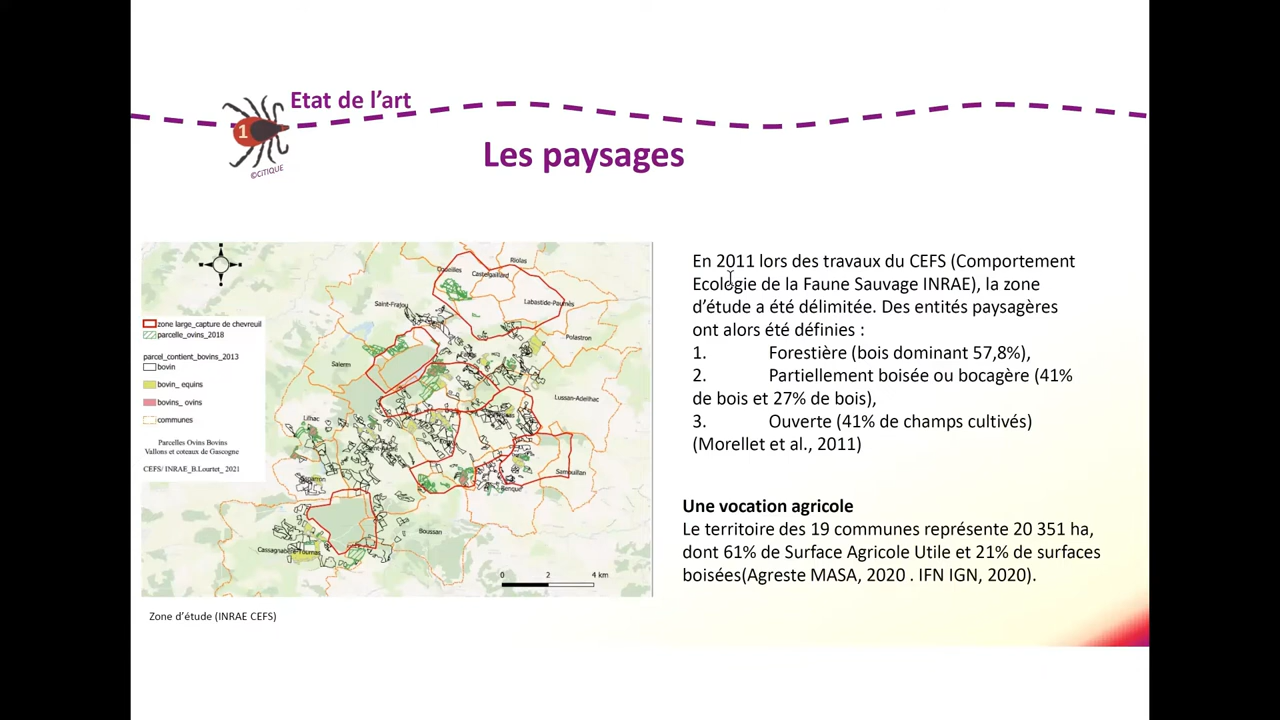 Etat de l’art
1
©CiTIQUE
Les paysages
Riolas
Castelgaillard
Labastide-Paumès
Saint-Frajou
Polastron
Salerm
Lussan-Adeilhac
Lilhac
Samouillan
Benque
Boussan
0 2 4 km
zone large_capture de chevreuil
parcelle_ovins_2018
parcel_contient_bovins_2013
bovin
bovin_ equins
bovins_ ovins
communes
Parcelles Ovins Bovins
Vallons et coteaux de Gascogne
CEFS/ INRAE_B.Lourtet_ 2021
Zone d’étude (INRAE CEFS)
En 2011 lors des travaux du CEFS (Comportement
Ecologie de la Faune Sauvage INRAE), la zone
d’étude a été délimitée. Des entités paysagères
ont alors été définies :
1. Forestière (bois dominant 57,8%),
2. Partiellement boisée ou bocagère (41%
de bois et 27% de bois),
3. Ouverte (41% de champs cultivés)
(Morellet et al., 2011)
Une vocation agricole
Le territoire des 19 communes représente 20 351 ha,
dont 61% de Surface Agricole Utile et 21% de surfaces
boisées(Agreste MASA, 2020 . IFN IGN, 2020).